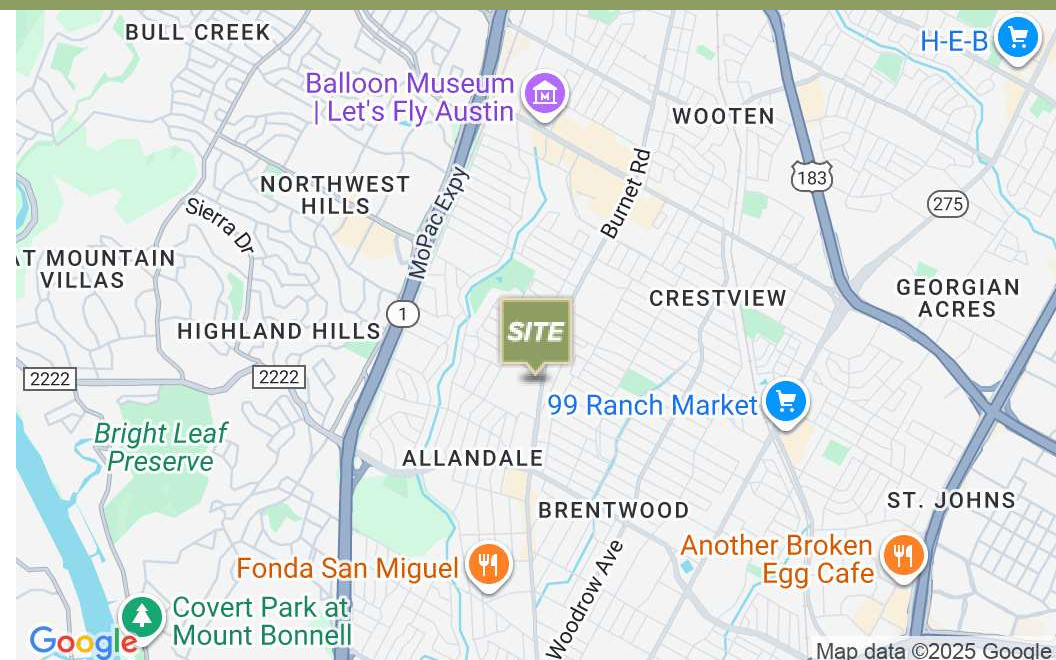 BULL CREEK
H-E-B
Balloon Museum
| Let's Fly Austin
WOOTEN
183
NORTHWEST
HILLS
Burnet Rd
MoPac Expy
275
Sierra Dr
AT MOUNTAIN
VILLAS
GEORGIAN
ACRES
CRESTVIEW
1
SITE
HIGHLAND HILLS
2222
2222
99 Ranch Market
Bright Leaf
Preserve
ALLANDALE
ST. JOHNS
BRENTWOOD
Another Broken
Egg Cafe
Fonda San Miguel
Woodrow Ave
Covert Park at
Mount Bonnell
Google
Map data ©2025 Google